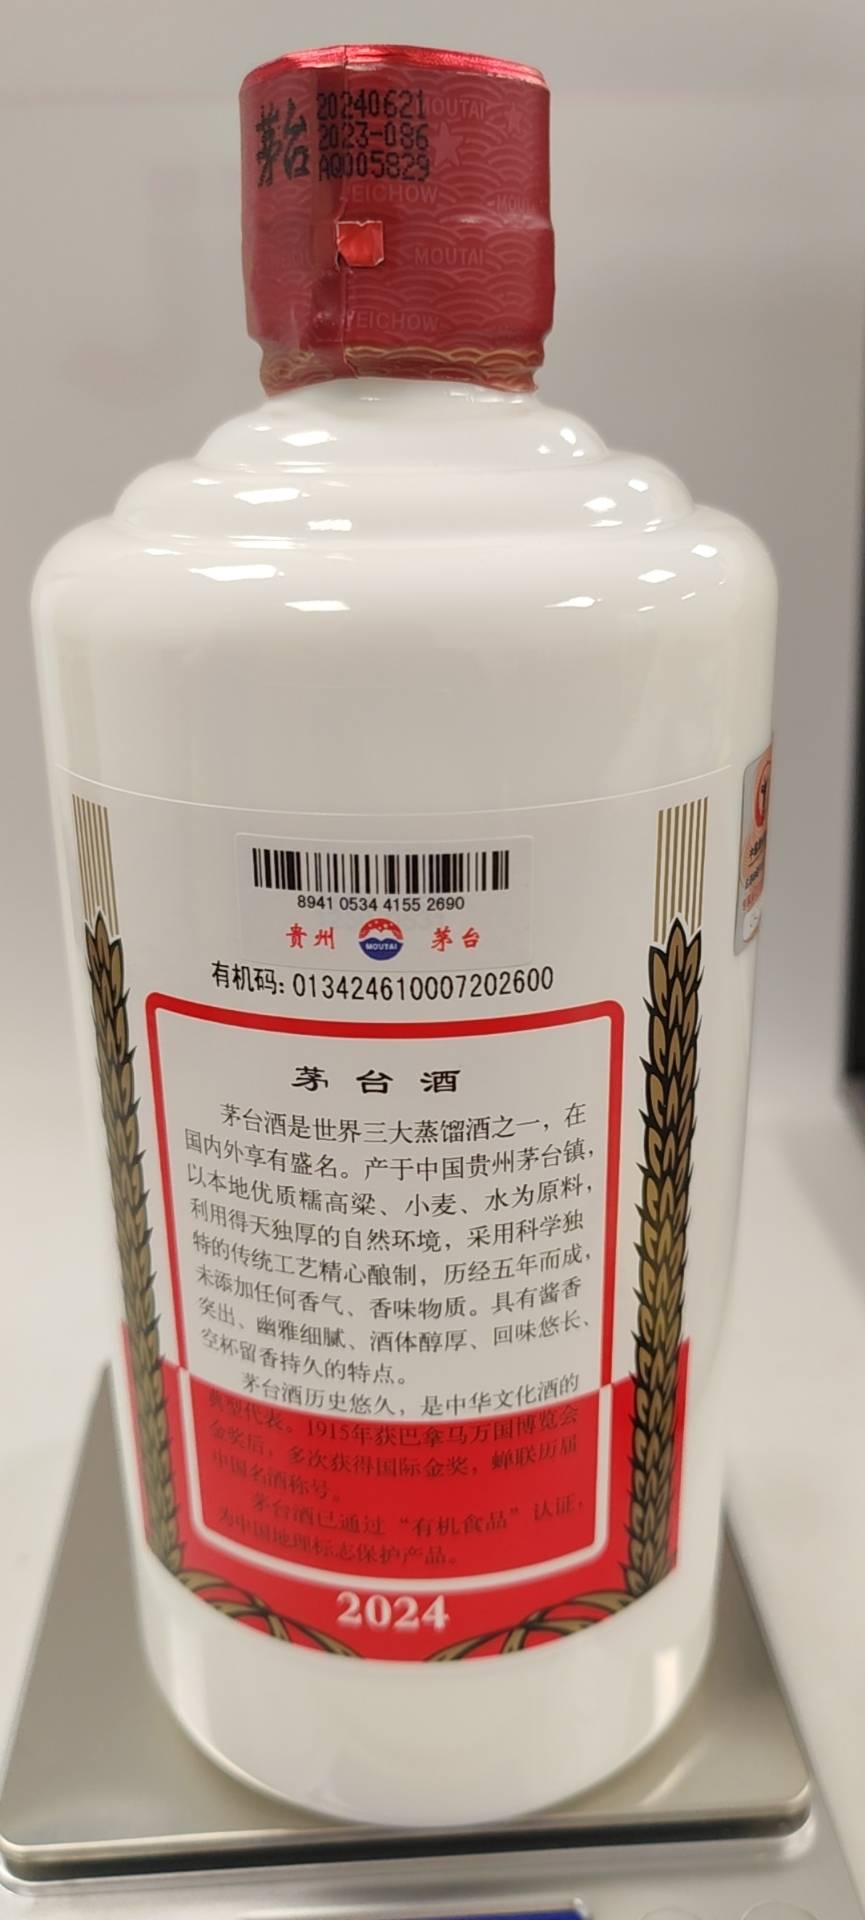 茅台
20240621
2023-086
AQ005829
MOUTAI
MOUTAI
EICHOW
EICHOW
8941 0534 4155 2690
贵州 MOUTAI 茅台
有机码: 013424610007202600
茅台酒
茅台酒是世界三大蒸馏酒之一，在
国内外享有盛名。产于中国贵州茅台镇，
以本地优质糯高粱、小麦、水为原料，
利用得天独厚的自然环境，采用科学独
特的传统工艺精心酿制，历经五年而成，
未添加任何香气、香味物质。具有酱香
突出、幽雅细腻、酒体醇厚、回味悠长、
空杯留香持久的特点。
茅台酒历史悠久，是中华文化酒的
典型代表。1915年获巴拿马万国博览会
金奖后，多次获得国际金奖，蝉联历届
中国名酒称号。
茅台酒已通过“有机食品”认证，
为中国地理标志保护产品。
2024